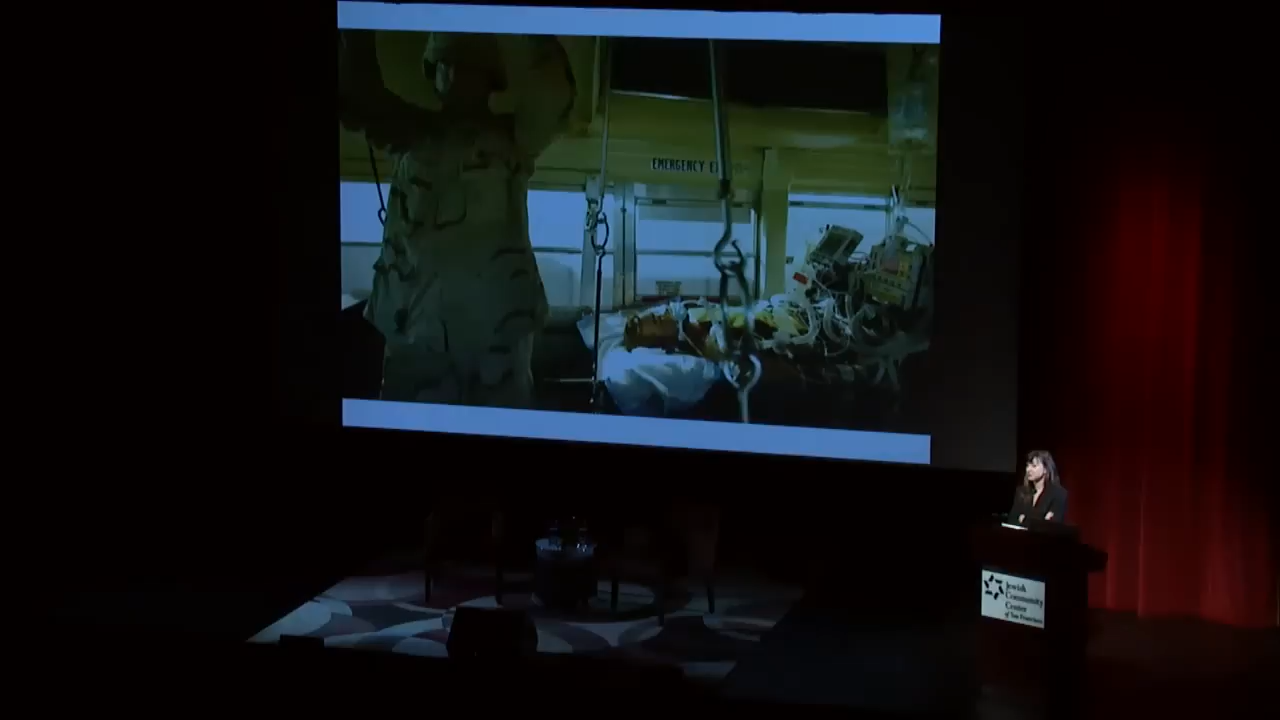 EMERGENCY E
Jewish
Community
Center
of San Francisco